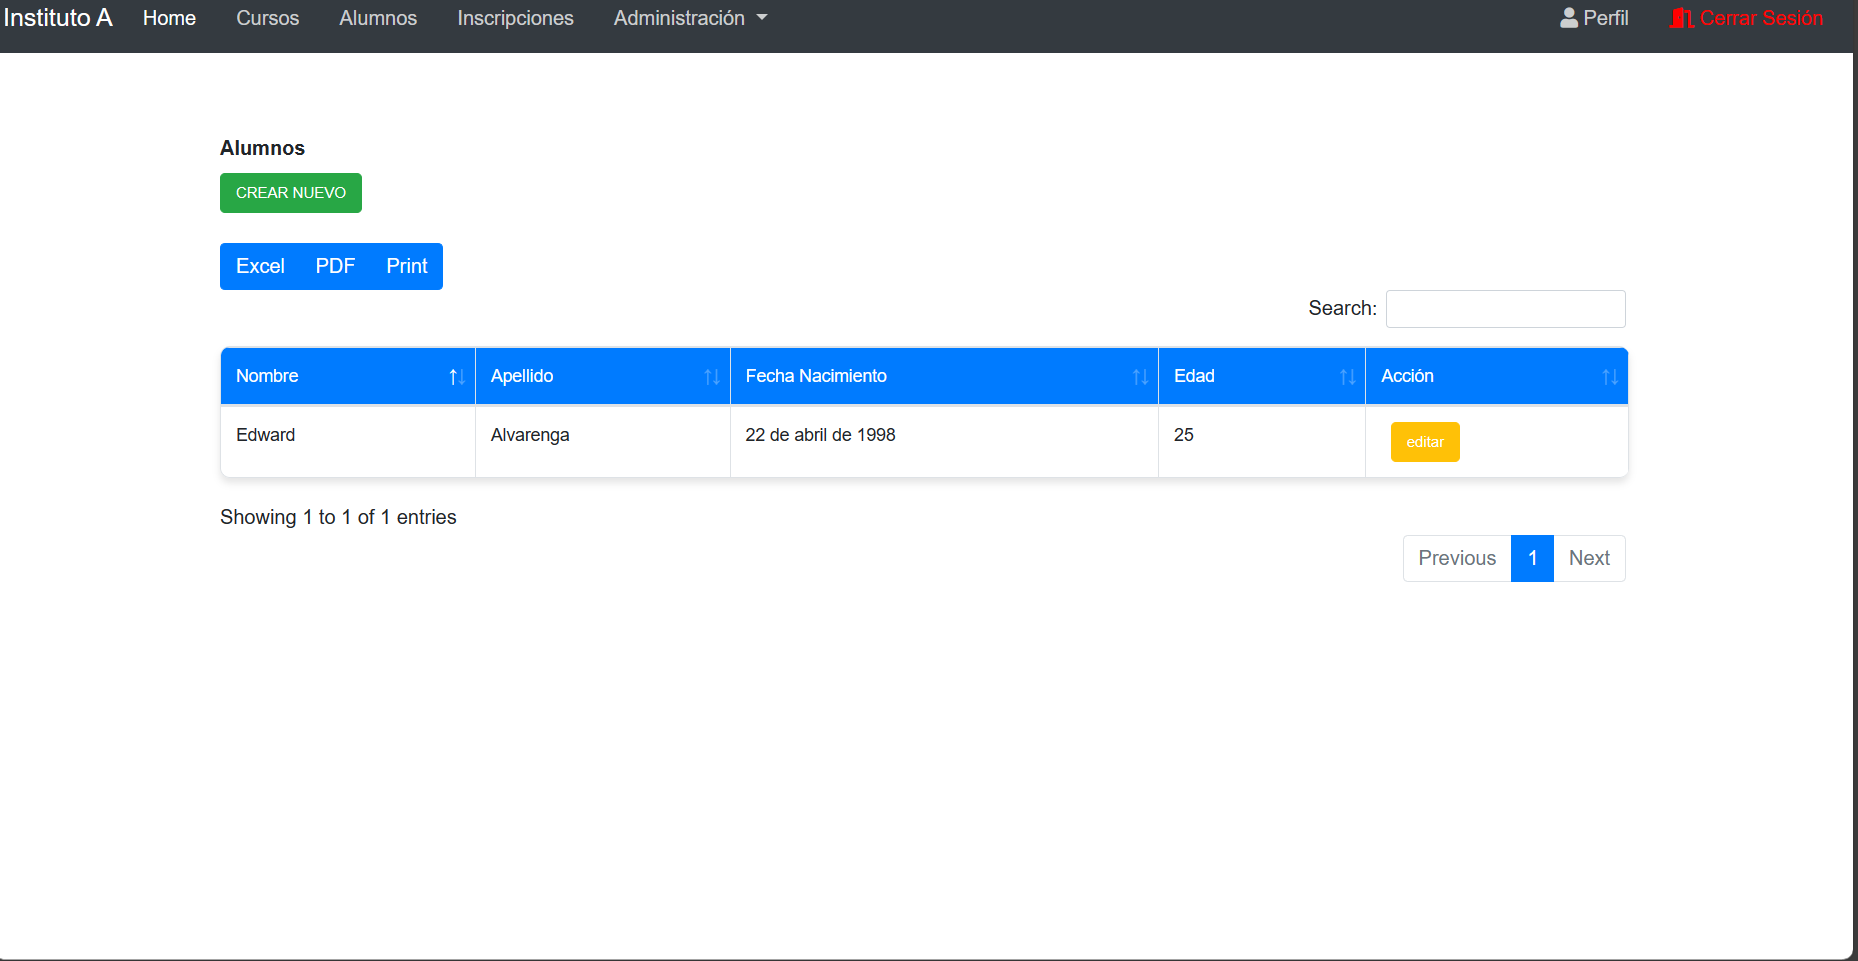 Instituto A Home Cursos Alumnos Inscripciones Administración Perfil Cerrar Sesión
Alumnos
CREAR NUEVO
Excel PDF Print
Search:
Nombre Apellido Fecha Nacimiento Edad Acción
Edward Alvarenga 22 de abril de 1998 25 editar
Showing 1 to 1 of 1 entries
Previous 1 Next